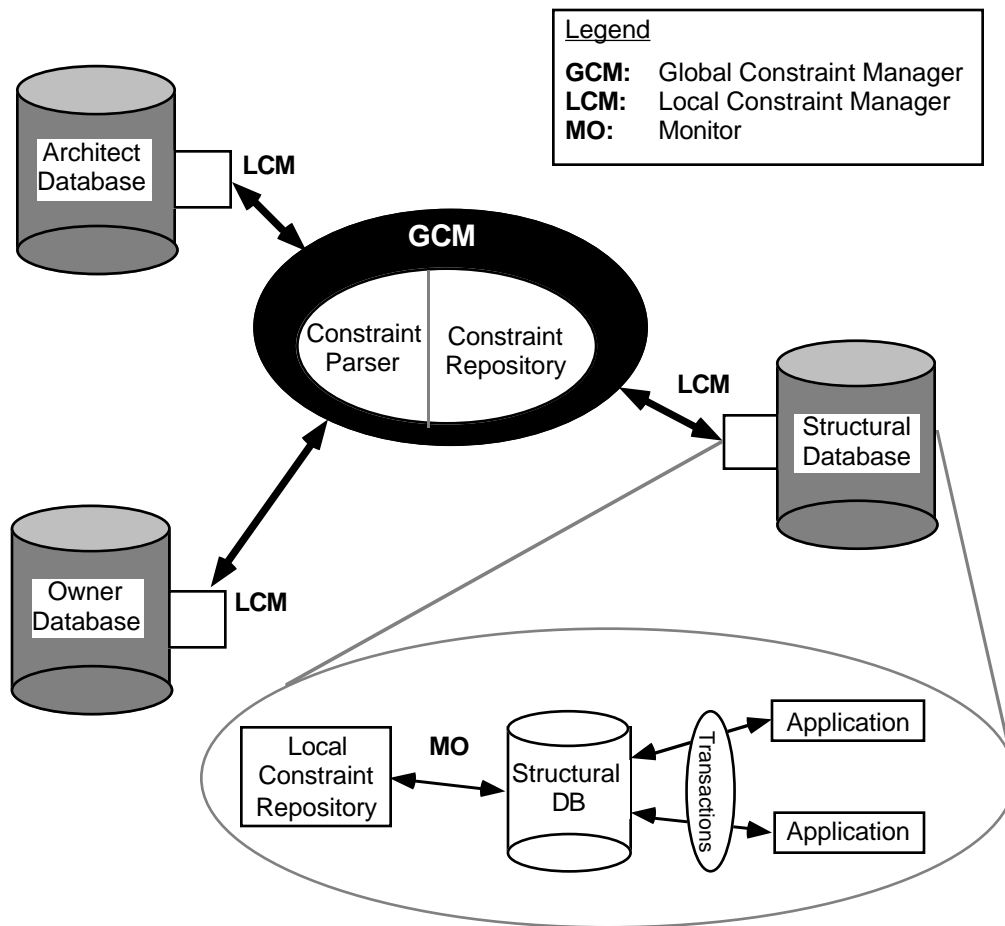 Legend
GCM: Global Constraint Manager
LCM: Local Constraint Manager
MO: Monitor
Architect
Database
LCM
GCM
Constraint
Parser
Constraint
Repository
LCM
Structural
Database
Owner
Database
LCM
Local
Constraint
Repository
MO
Structural
DB
Transactions
Application
Application